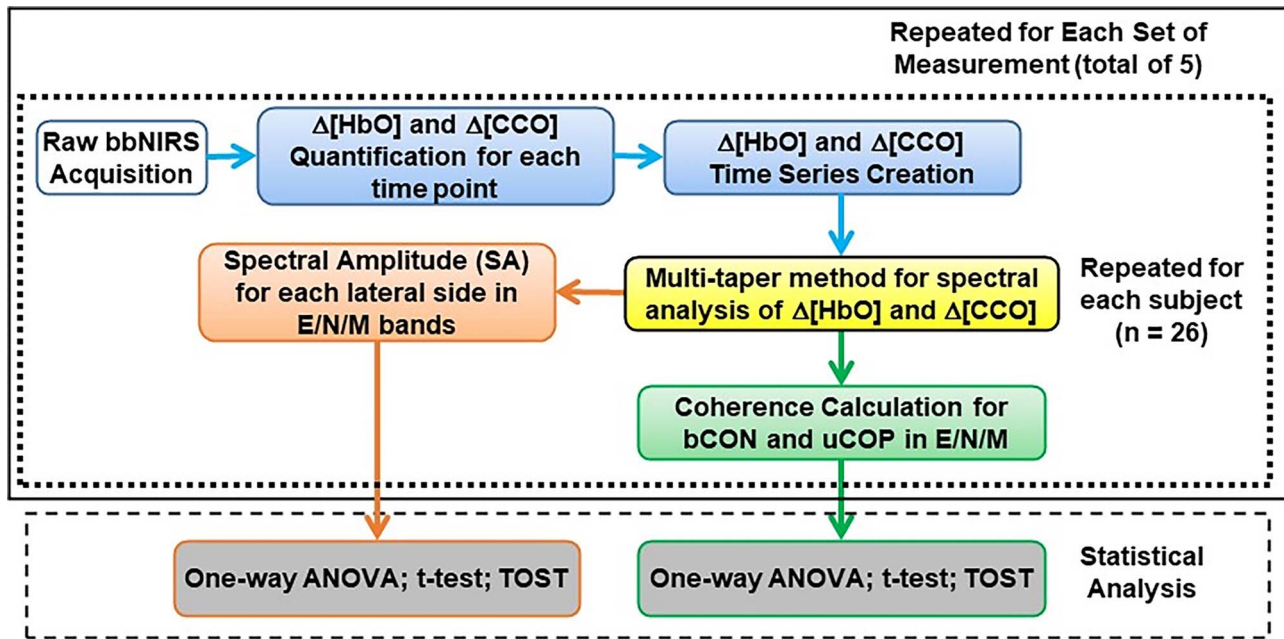 Repeated for Each Set of
Measurement (total of 5)
Raw bbNIRS
Acquisition
Δ[HbO] and Δ[CCO]
Quantification for each
time point
Δ[HbO] and Δ[CCO]
Time Series Creation
Spectral Amplitude (SA)
for each lateral side in
E/N/M bands
Multi-taper method for spectral
analysis of Δ[HbO] and Δ[CCO]
Repeated for
each subject
(n = 26)
Coherence Calculation for
bCON and uCOP in E/N/M
One-way ANOVA; t-test; TOST
One-way ANOVA; t-test; TOST
Statistical
Analysis